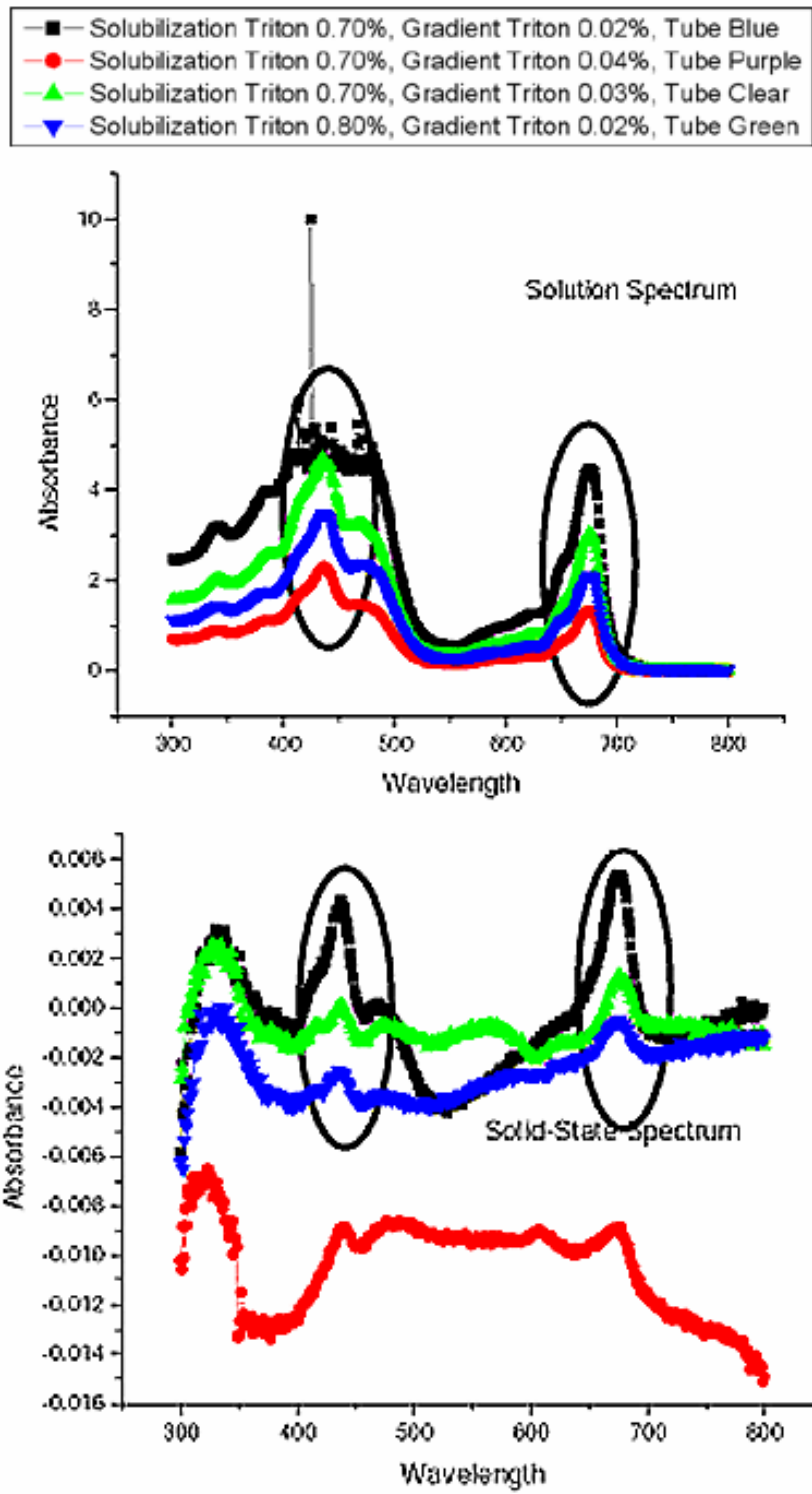 Solubilization Triton 0.70%, Gradient Triton 0.02%, Tube Blue
Solubilization Triton 0.70%, Gradient Triton 0.04%, Tube Purple
Solubilization Triton 0.70%, Gradient Triton 0.03%, Tube Clear
Solubilization Triton 0.80%, Gradient Triton 0.02%, Tube Green
10
8
6
4
2
0
Absorbance
Solution Spectrum
300 400 500 600 700 800
Wavelength
0.006
0.004
0.002
0.000
-0.002
-0.004
-0.006
-0.008
-0.010
-0.012
-0.014
-0.016
Absorbance
Solid-State-Spectrum
300 400 500 600 700 800
Wavelength